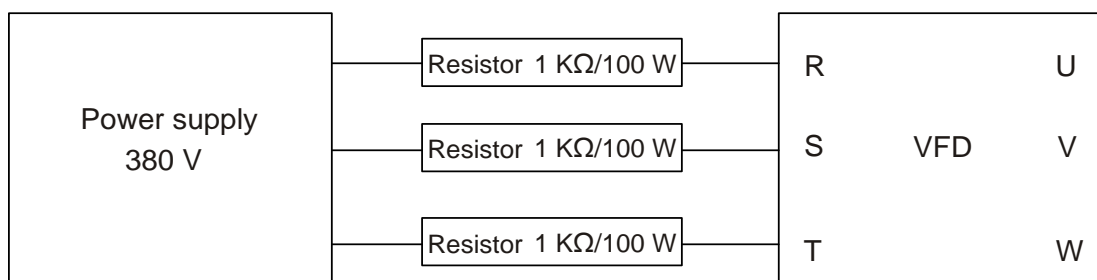 Power supply
380 V
Resistor 1 KΩ/100 W
Resistor 1 KΩ/100 W
Resistor 1 KΩ/100 W
R U
S VFD V
T W